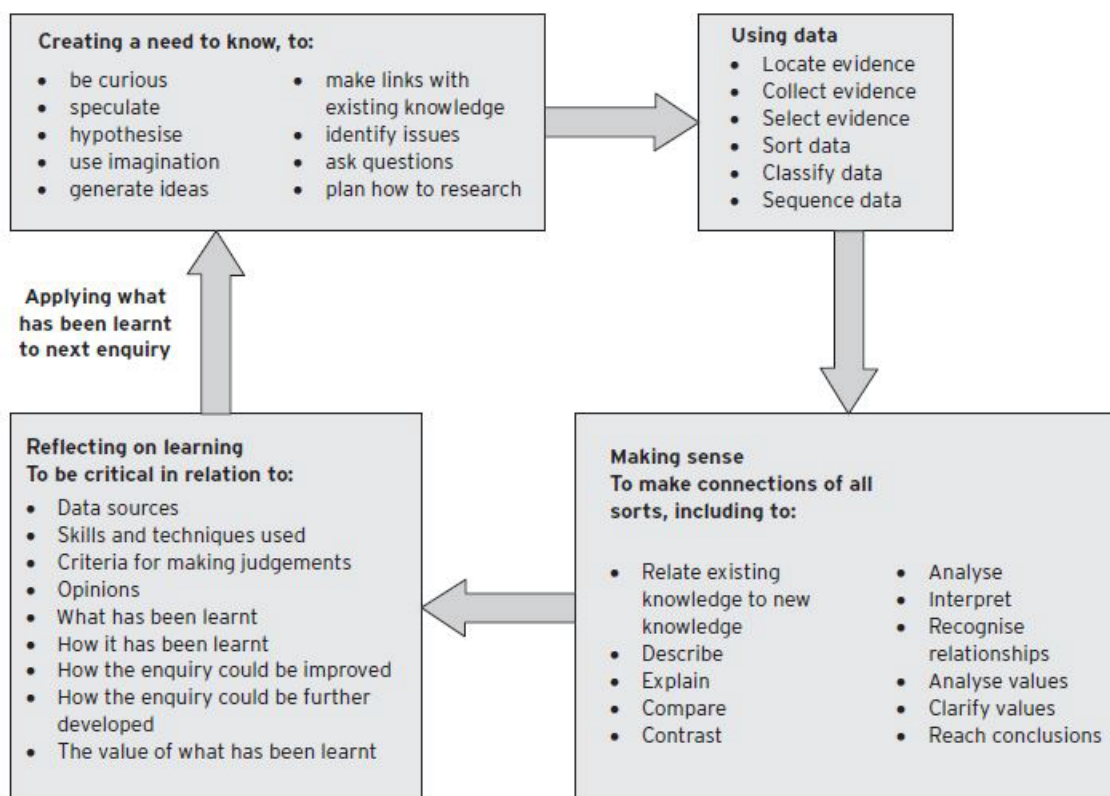 Creating a need to know, to:
• be curious
• speculate
• hypothesise
• use imagination
• generate ideas
• make links with
existing knowledge
• identify issues
• ask questions
• plan how to research
Using data
• Locate evidence
• Collect evidence
• Select evidence
• Sort data
• Classify data
• Sequence data
Making sense
To make connections of all
sorts, including to:
• Relate existing
knowledge to new
knowledge
• Describe
• Explain
• Compare
• Contrast
• Analyse
• Interpret
• Recognise
relationships
• Analyse values
• Clarify values
• Reach conclusions
Reflecting on learning
To be critical in relation to:
• Data sources
• Skills and techniques used
• Criteria for making judgements
• Opinions
• What has been learnt
• How it has been learnt
• How the enquiry could be improved
• How the enquiry could be further
developed
• The value of what has been learnt
Applying what
has been learnt
to next enquiry